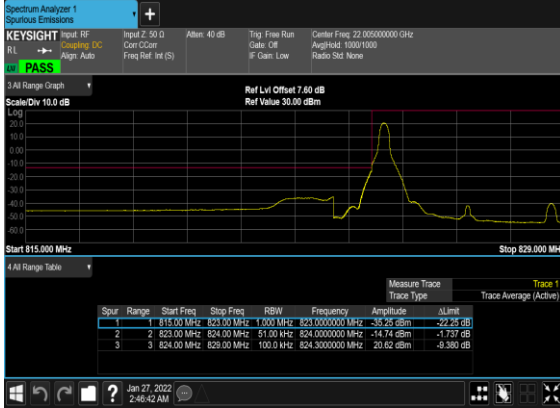 Spectrum Analyzer 1
Spurious Emissions
+
KEYSIGHT Input: RF Input Z: 50 Ω Atten: 40 dB Trig: Free Run Center Freq: 22.005000000 GHz
RL Coupling: DC Corr CCorr Gate: Off Avg|Hold: 1000/1000
Align: Auto Freq Ref: Int (S) IF Gain: Low Radio Std: None
PASS
3 All Range Graph
Ref Lvl Offset 7.60 dB
Scale/Div 10.0 dB Ref Value 30.00 dBm
Log
20.0
10.0
0.00
-10.0
-20.0
-30.0
-40.0
-50.0
-60.0
Start 815.000 MHz Stop 829.000 MH
4 All Range Table
Measure Trace Trace 1
Trace Type Trace Average (Active)
Spur Range Start Freq Stop Freq RBW Frequency Amplitude ΔLimit
1 1 815.00 MHz 823.00 MHz 1.000 MHz 823.0000000 MHz -35.25 dBm -22.25 dB
2 2 823.00 MHz 824.00 MHz 51.00 kHz 824.0000000 MHz -14.74 dBm -1.737 dB
3 3 824.00 MHz 829.00 MHz 100.0 kHz 824.3000000 MHz 20.62 dBm -9.380 dB
? Jan 27, 2022
2:46:42 AM